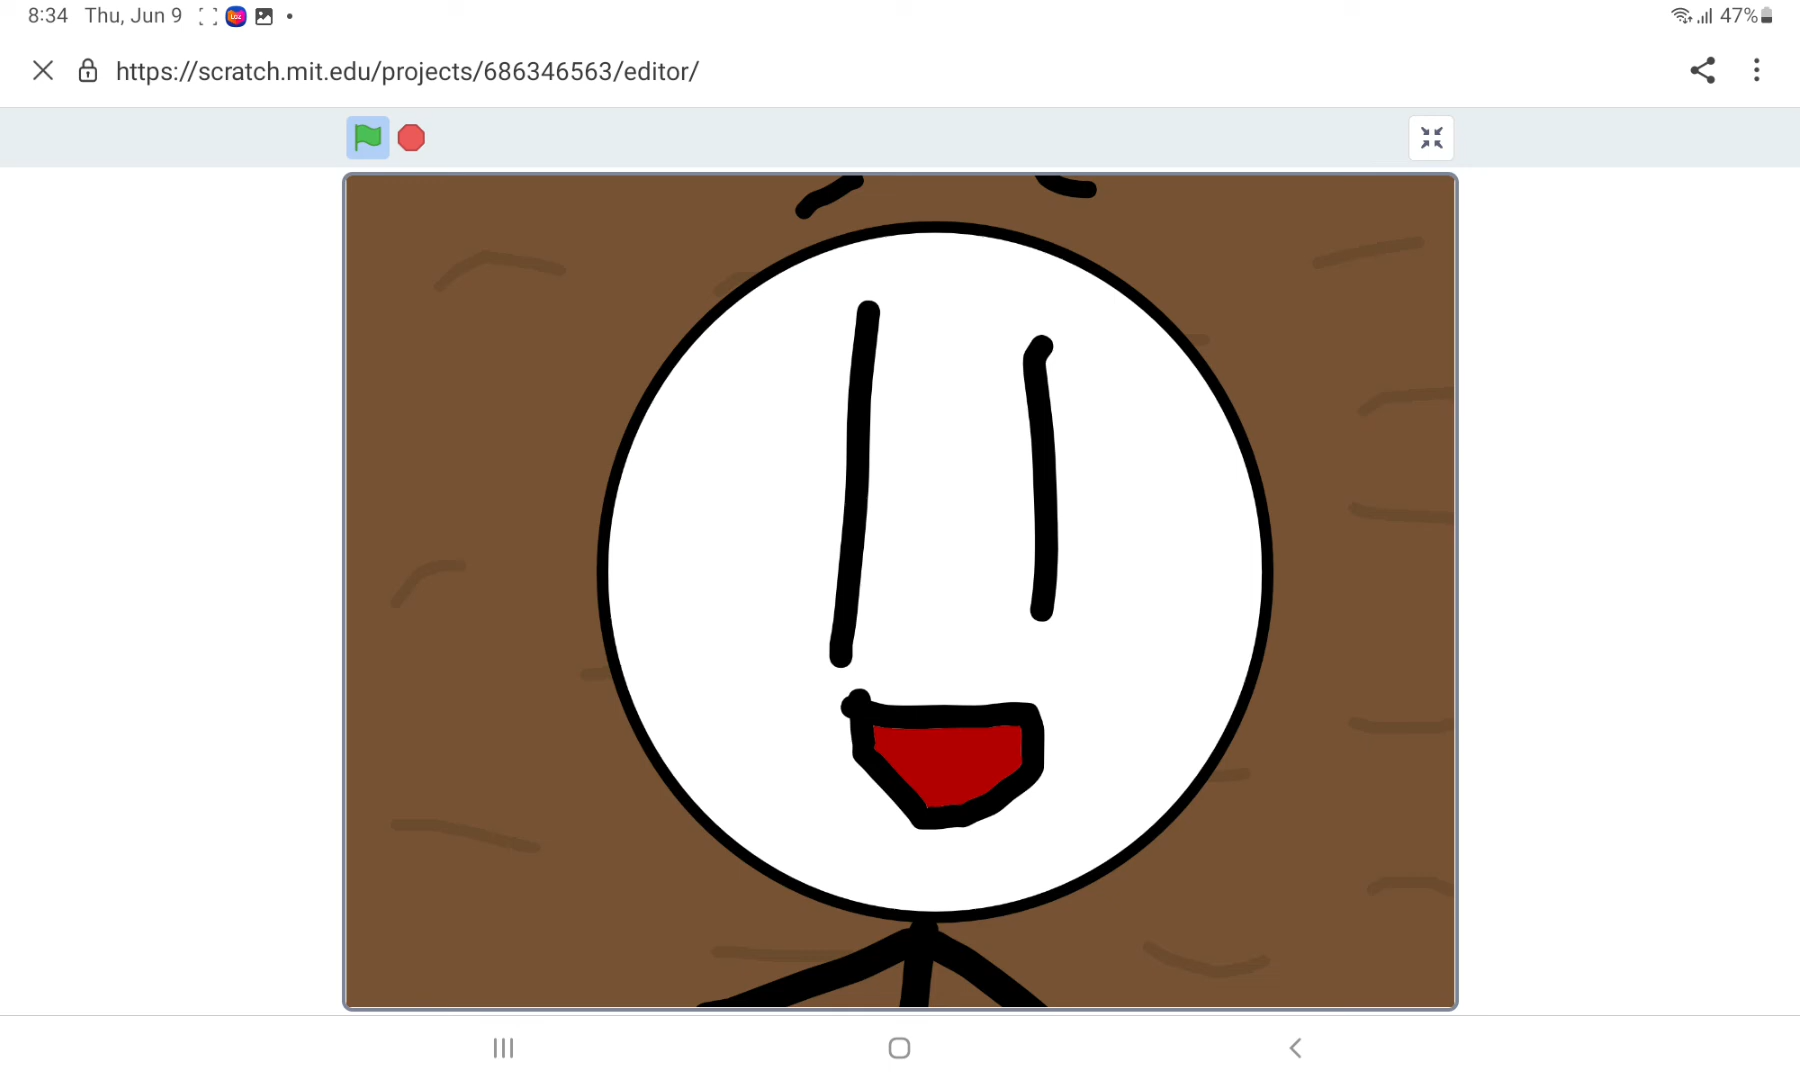 8:34 Thu, Jun 9 47%
https://scratch.mit.edu/projects/686346563/editor/